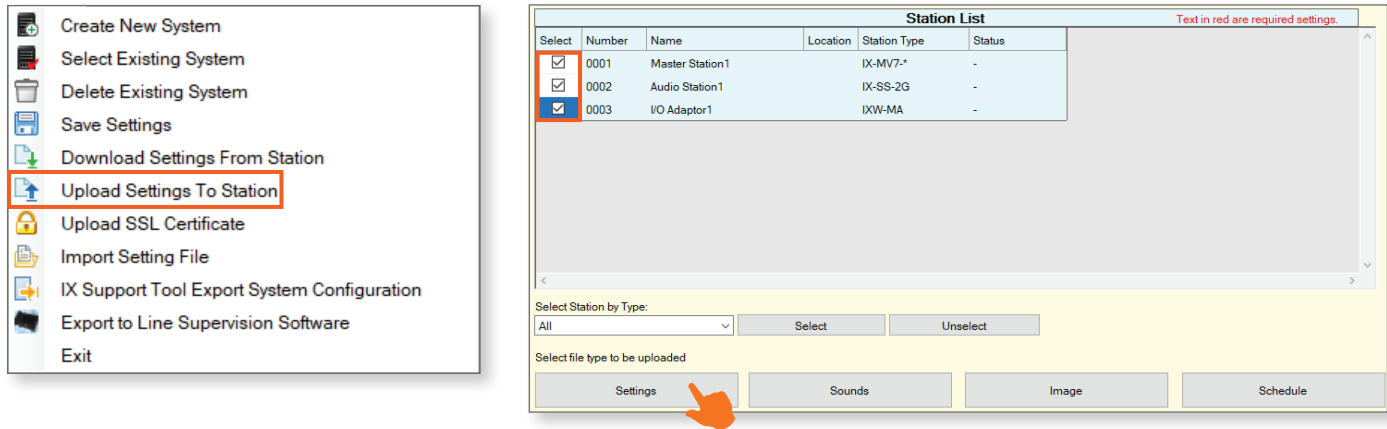 Create New System
Select Existing System
Delete Existing System
Save Settings
Download Settings From Station
Upload Settings To Station
Upload SSL Certificate
Import Setting File
IX Support Tool Export System Configuration
Export to Line Supervision Software
Exit
Station List Text in red are required settings.
Select Number Name Location Station Type Status
0001 Master Station1 IX-MV7-* -
0002 Audio Station1 IX-SS-2G -
0003 I/O Adaptor1 IXW-MA -
Select Station by Type:
All Select Unselect
Select file type to be uploaded
Settings Sounds Image Schedule